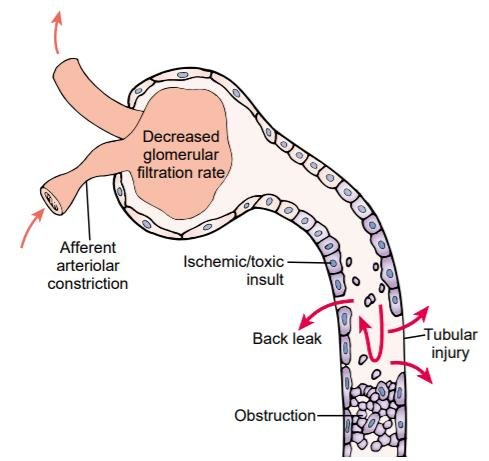 Decreased
glomerular
filtration rate
Afferent
arteriolar
constriction
Ischemic/toxic
insult
Back leak
Tubular
injury
Obstruction